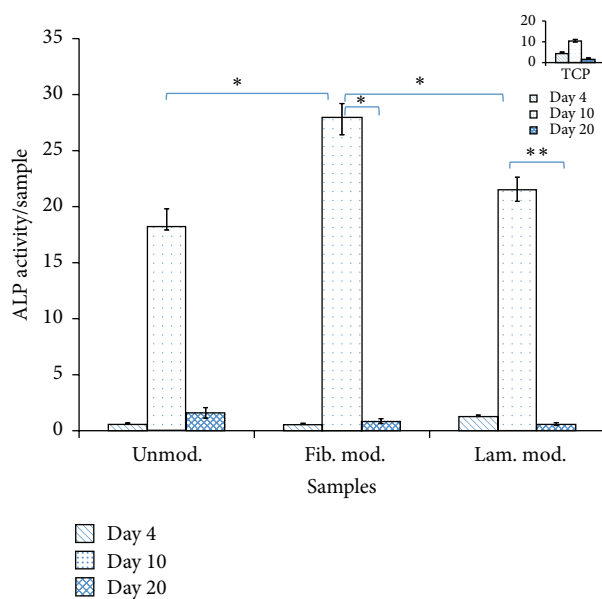 20
10
0
TCP
Day 4
Day 10
Day 20
35
30
25
20
15
10
5
0
ALP activity/sample
*
*
*
**
Unmod. Fib. mod. Lam. mod.
Samples
Day 4
Day 10
Day 20